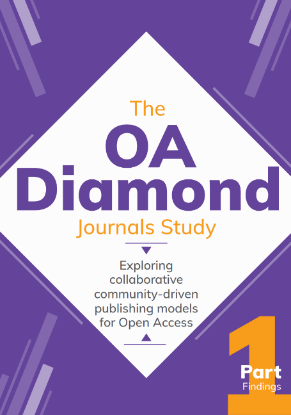 The
OA
Diamond
Journals Study
Exploring
collaborative
community-driven
publishing models
for Open Access
1
Part
Findings